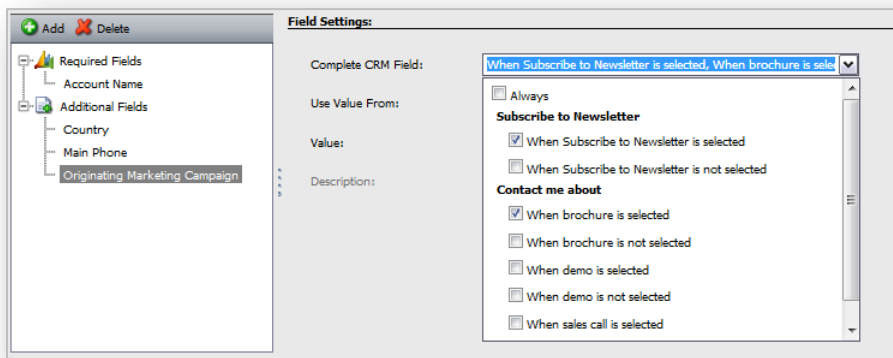 Add Delete
Required Fields
Account Name
Additional Fields
Country
Main Phone
Originating Marketing Campaign
Field Settings:
Complete CRM Field: When Subscribe to Newsletter is selected, When brochure is sele
Use Value From:
Value:
Description:
Always
Subscribe to Newsletter
When Subscribe to Newsletter is selected
When Subscribe to Newsletter is not selected
Contact me about
When brochure is selected
When brochure is not selected
When demo is selected
When demo is not selected
When sales call is selected